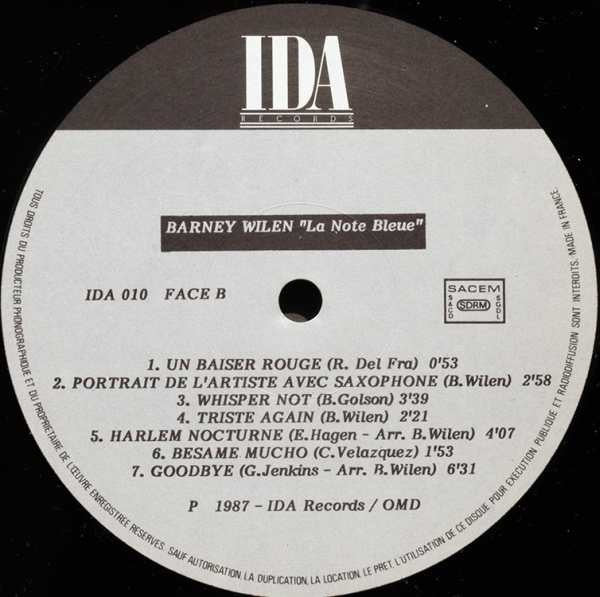 IDA
RECORDS
BARNEY WILEN "La Note Bleue"
IDA 010 FACE B
SACEM
SACD
SDRM
SGDL
1. UN BAISER ROUGE (R. Del Fra) 0'53
2. PORTRAIT DE L'ARTISTE AVEC SAXOPHONE (B.Wilen) 2'58
3. WHISPER NOT (B.Golson) 3'39
4. TRISTE AGAIN (B.Wilen) 2'21
5. HARLEM NOCTURNE (E.Hagen - Arr. B.Wilen) 4'07
6. BESAME MUCHO (C.Velazquez) 1'53
7. GOODBYE (G.Jenkins - Arr. B.Wilen) 6'31
P 1987 - IDA Records / OMD
TOUS DROITS DU PRODUCTEUR PHONOGRAPHIQUE ET DU PROPRIETAIRE DE L'ŒUVRE ENREGISTREE RESERVES. SAUF AUTORISATION, LA DUPLICATION, LA LOCATION, LE PRET, L'UTILISATION DE CE DISQUE POUR EXECUTION PUBLIQUE ET RADIODIFFUSION SONT INTERDITS. MADE IN FRANCE.